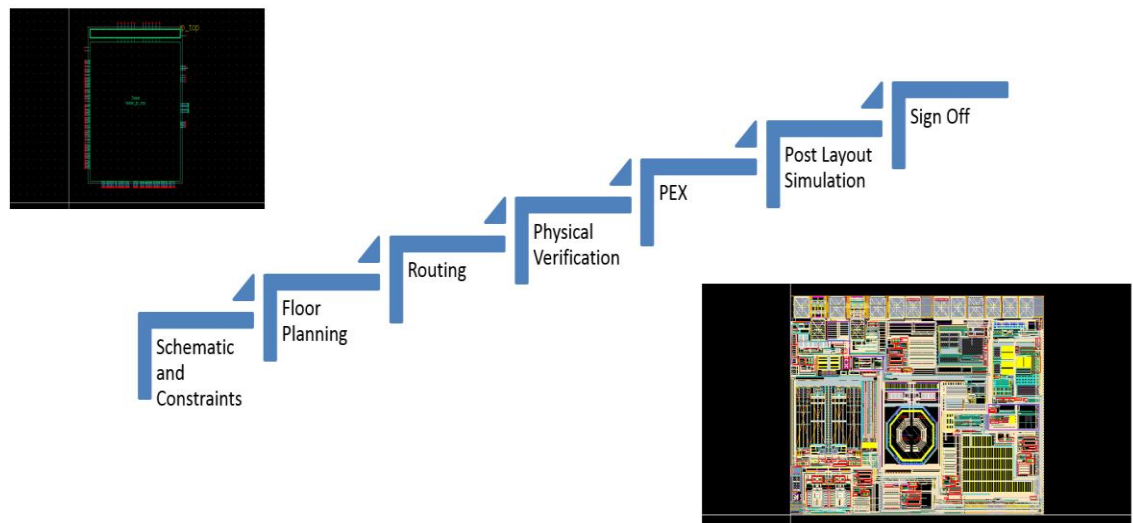 Schematic
and
Constraints
Floor
Planning
Routing
Physical
Verification
PEX
Post Layout
Simulation
Sign Off